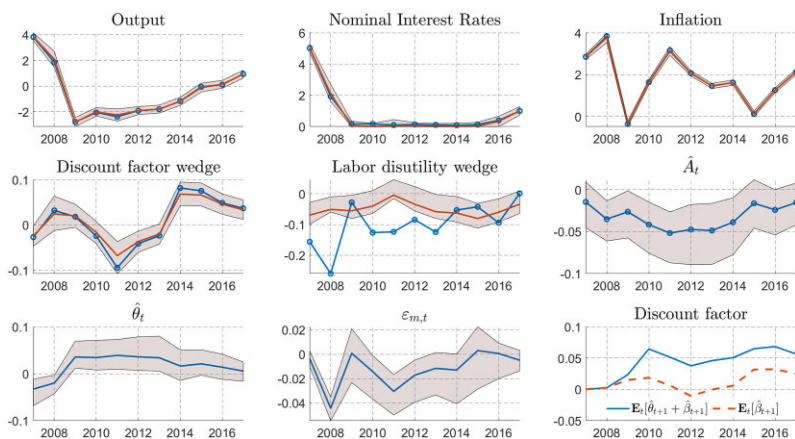 Output
Nominal Interest Rates
Inflation
4
2
0
-2
2008 2010 2012 2014 2016
6
4
2
0
2008 2010 2012 2014 2016
4
2
0
2008 2010 2012 2014 2016
Discount factor wedge
Labor disutility wedge
Â_t
0.1
0
-0.1
2008 2010 2012 2014 2016
0
-0.1
-0.2
2008 2010 2012 2014 2016
0
-0.05
-0.1
2008 2010 2012 2014 2016
θ̂_t
ε_{m,t}
Discount factor
0.1
0
-0.1
2008 2010 2012 2014 2016
0.02
0
-0.02
-0.04
2008 2010 2012 2014 2016
0.1
0.05
0
-0.05
2008 2010 2012 2014 2016
E_t[θ̂_{t+1} + β̂_{t+1}] E_t[β̂_{t+1}]